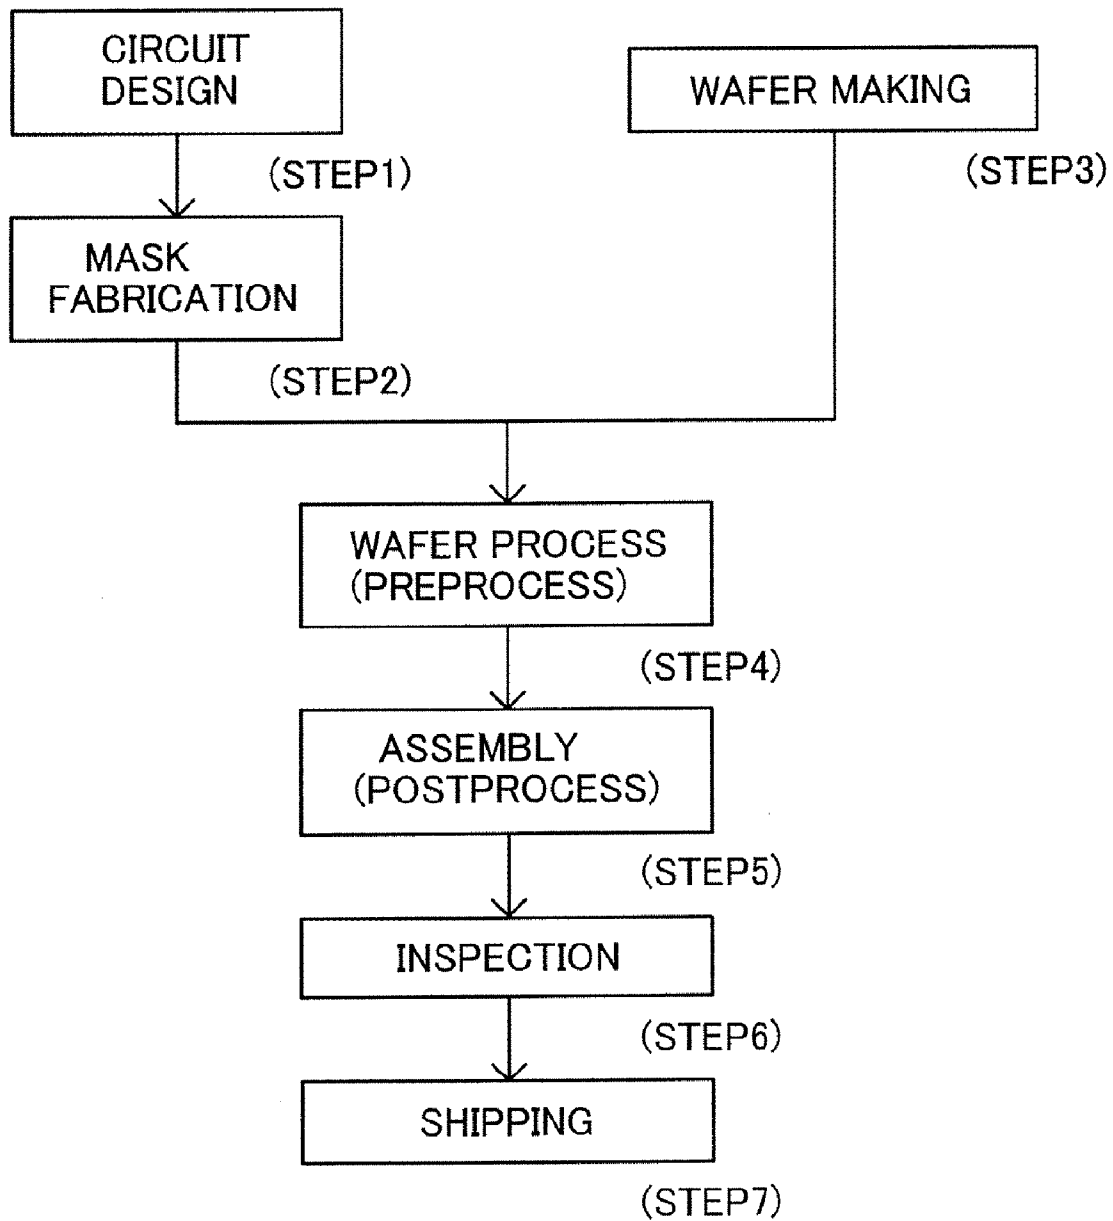 CIRCUIT
DESIGN
(STEP1)
WAFER MAKING
(STEP3)
MASK
FABRICATION
(STEP2)
WAFER PROCESS
(PREPROCESS)
(STEP4)
ASSEMBLY
(POSTPROCESS)
(STEP5)
INSPECTION
(STEP6)
SHIPPING
(STEP7)